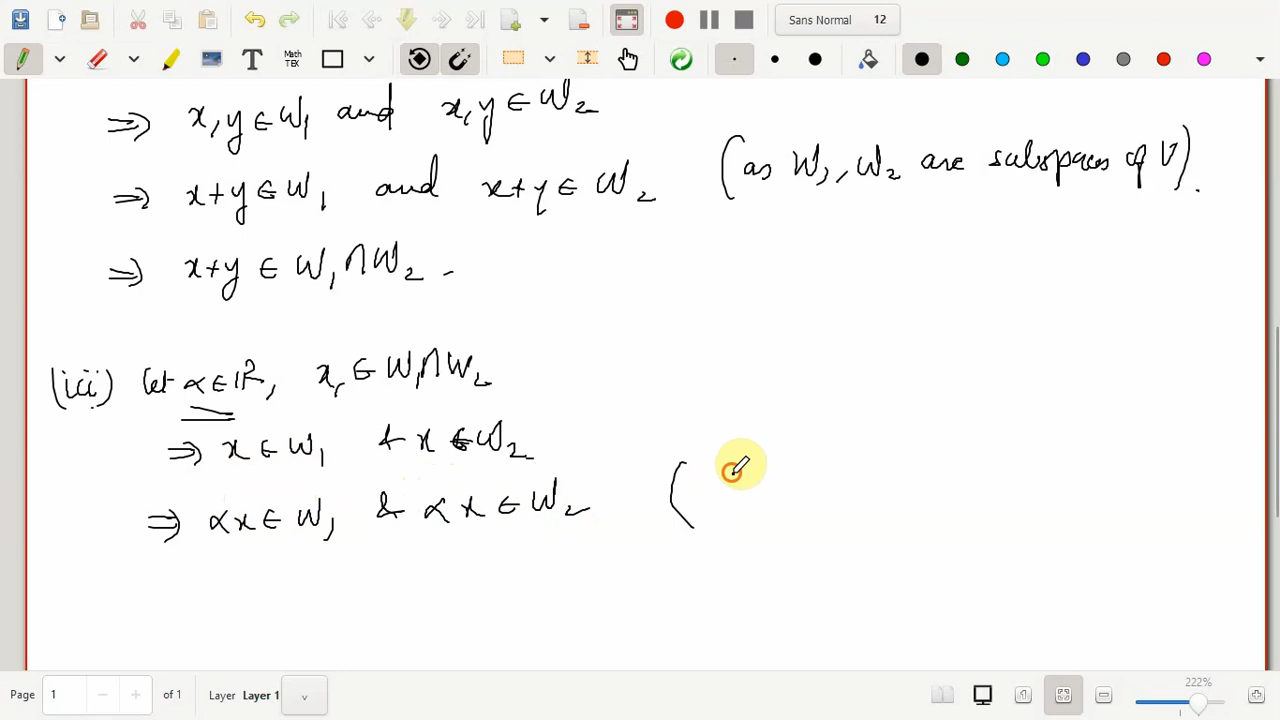 Sans Normal 12
T Math TEX
⇒ x, y ∈ W₁ and x, y ∈ W₂
⇒ x+y ∈ W₁ and x+y ∈ W₂ (as W₁, W₂ are subspaces of V).
⇒ x+y ∈ W₁∩W₂.
(iii) let α∈ℝ, x, ∈ W₁∩W₂
⇒ x ∈ W₁ & x ∈ W₂
⇒ αx ∈ W₁ & αx ∈ W₂ (
Page 1 of 1 Layer Layer 1 222%